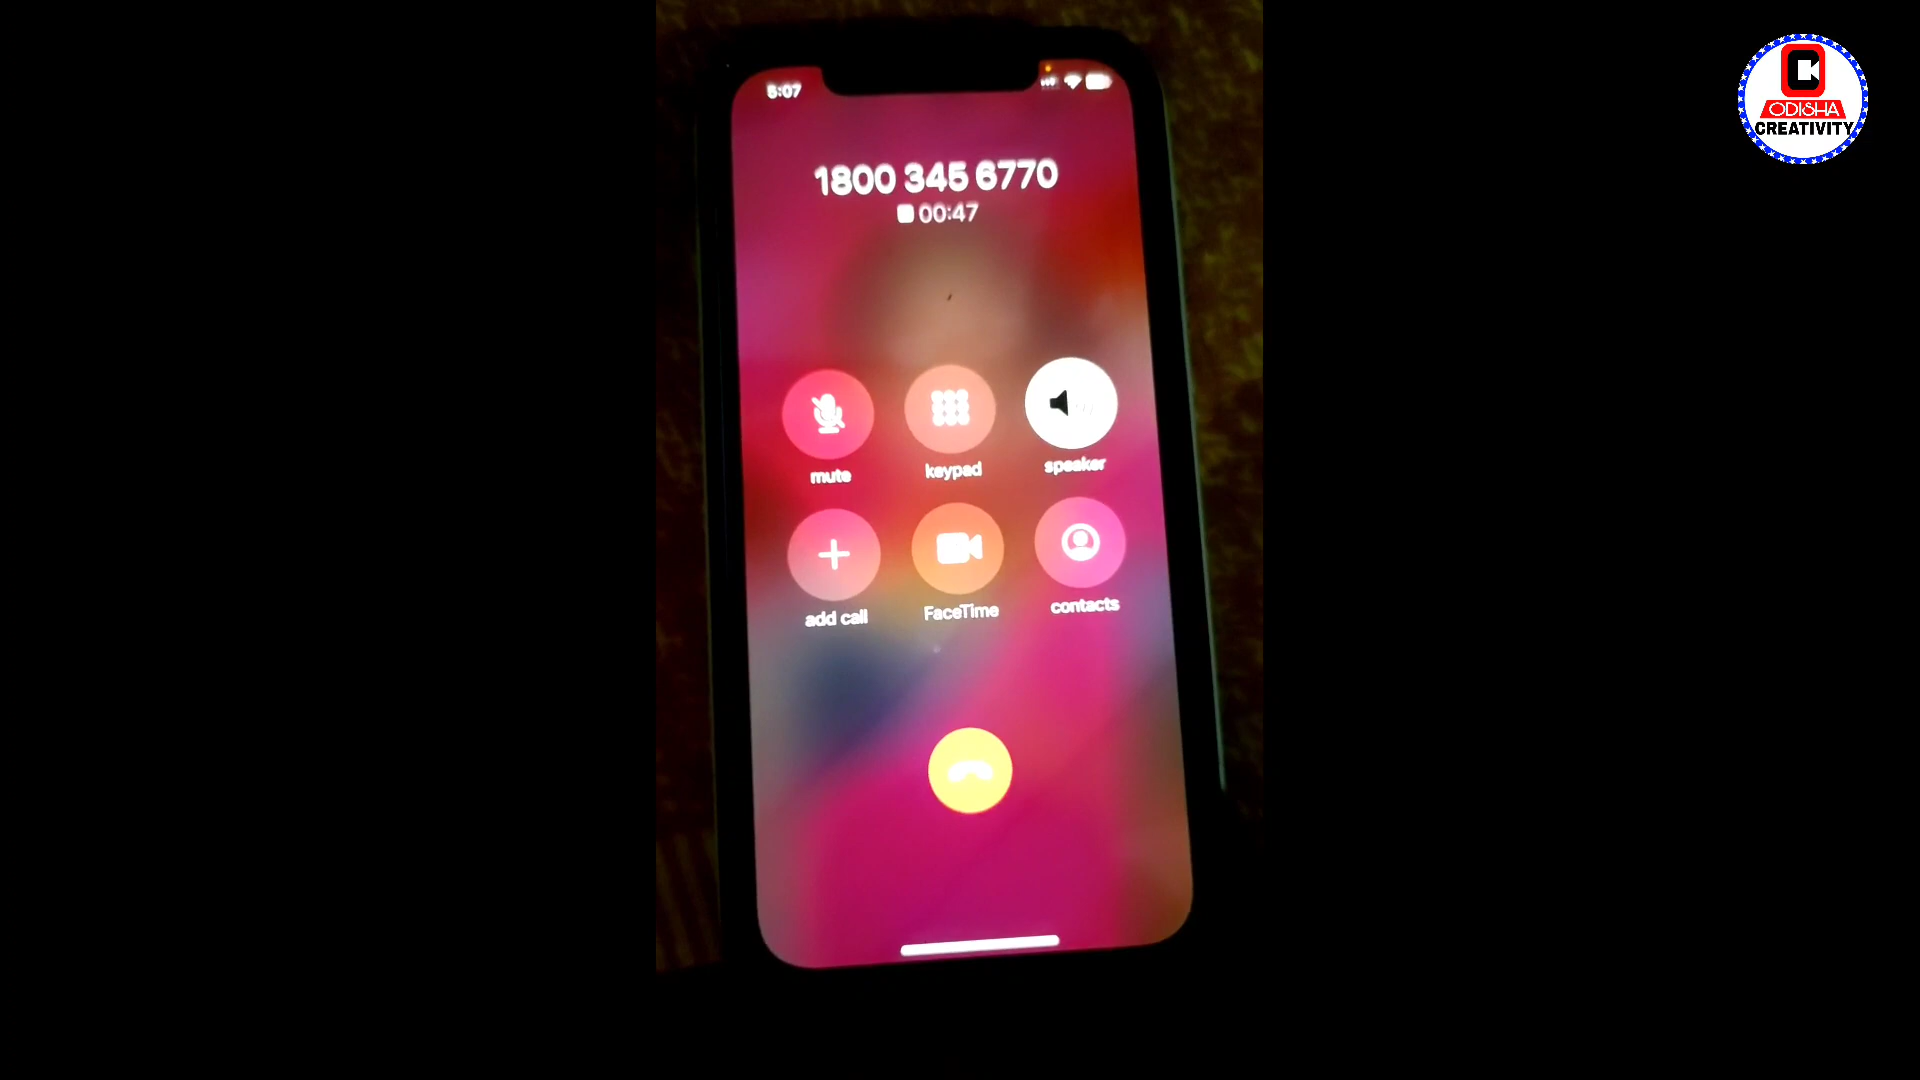 5:07
1800 345 6770
00:47
mute
keypad
speaker
add call
FaceTime
contacts
ODISHA
CREATIVITY